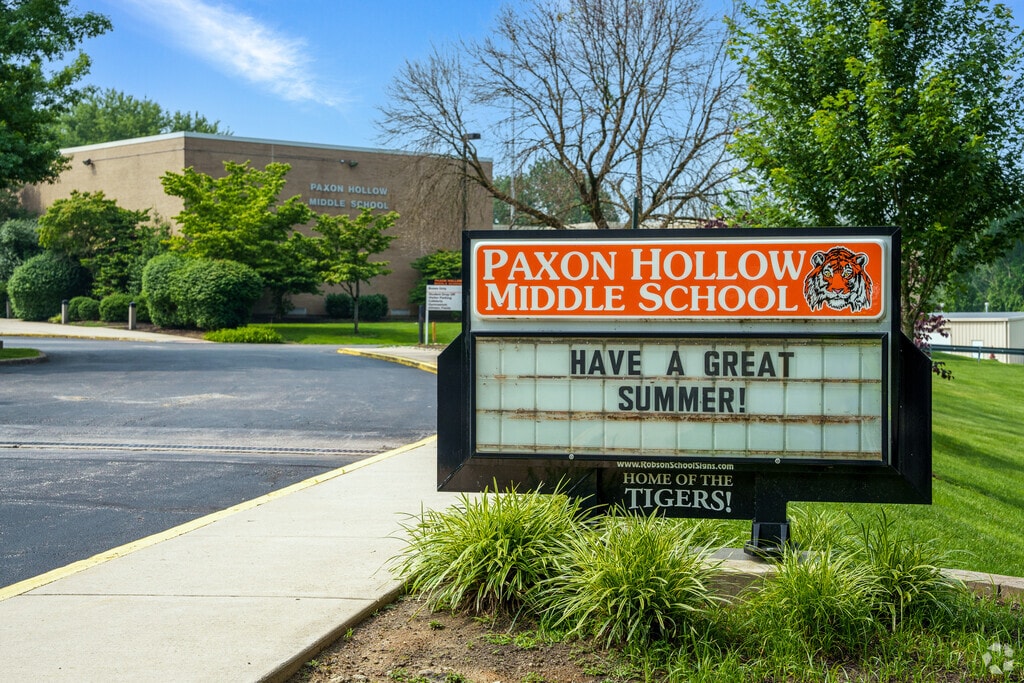 PAXON HOLLOW
MIDDLE SCHOOL
PAXON HOLLOW
MIDDLE SCHOOL
HAVE A GREAT
SUMMER!
www.RobsonSchoolSigns.com
HOME OF THE
TIGERS!